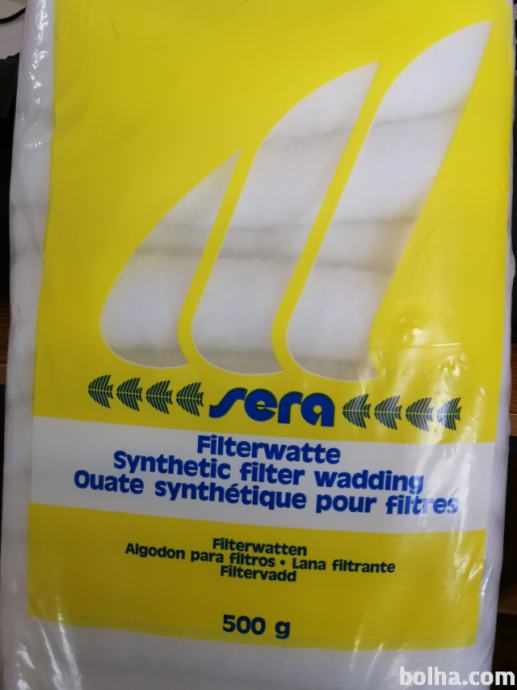 sera
Filterwatte
Synthetic filter wadding
Ouate synthétique pour filtres
Filterwatten
Algodon para filtros • Lana filtrante
Filtervadd
500 g
bolha.com